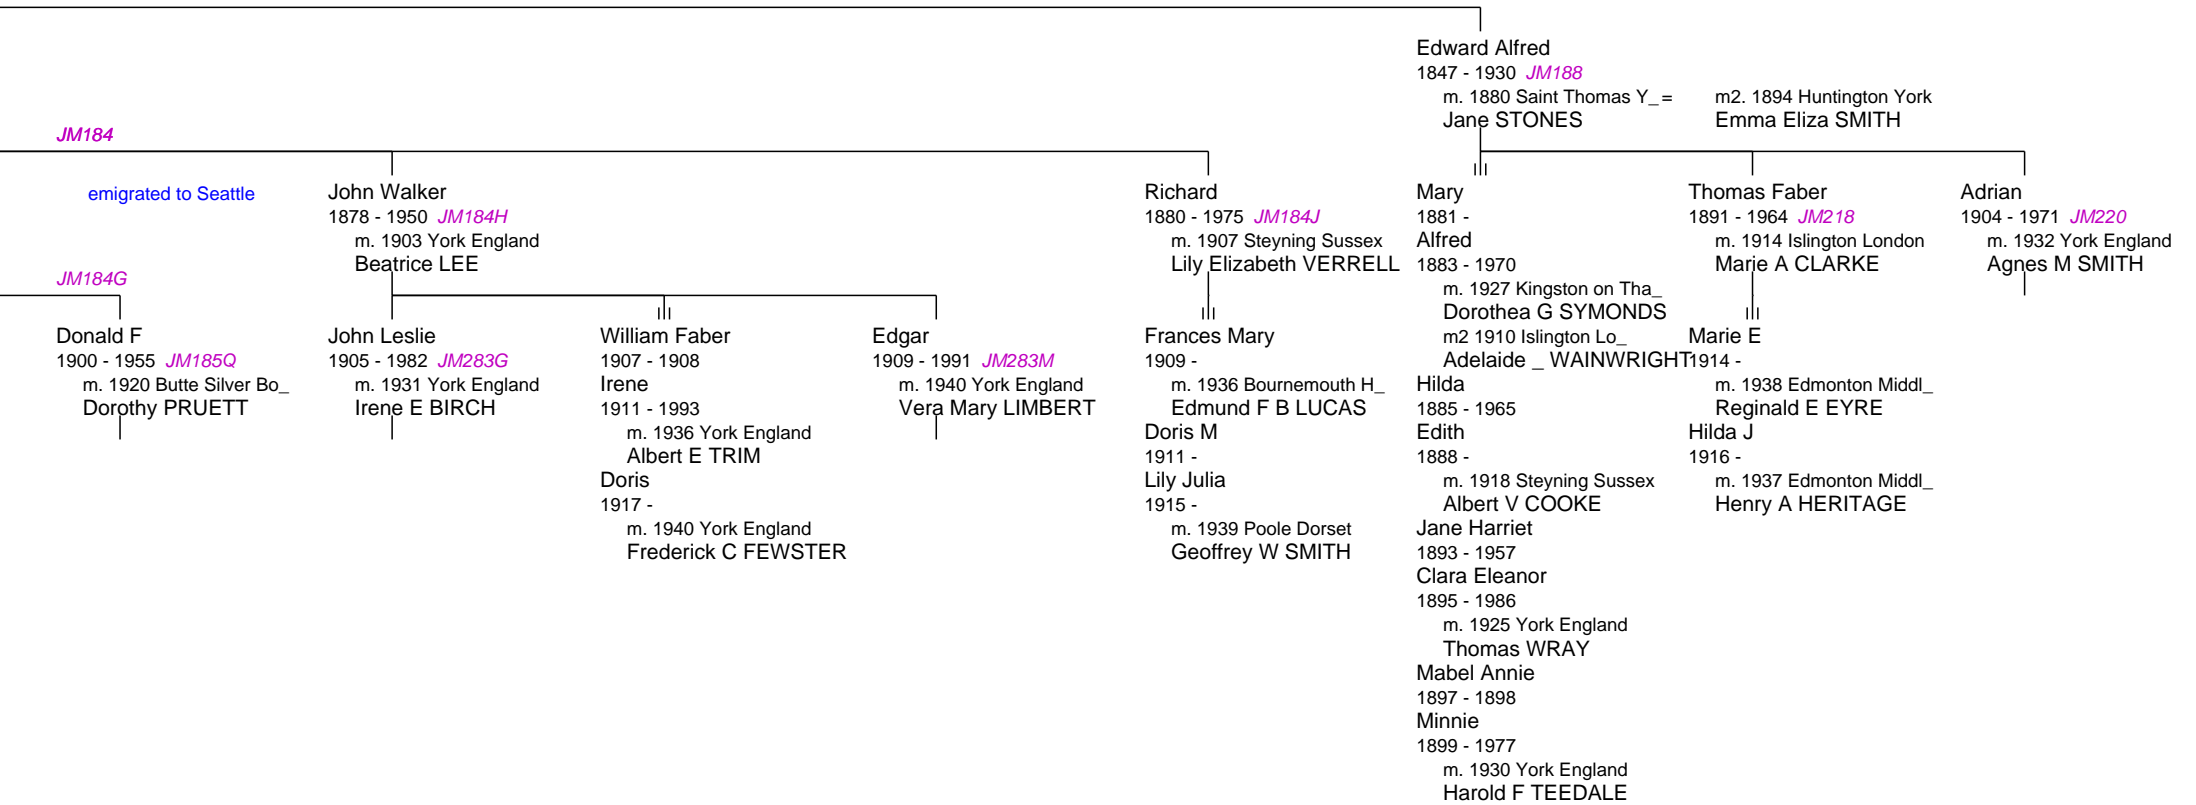 Edward Alfred
1847 - 1930 JM188
m. 1880 Saint Thomas Y_ = m2. 1894 Huntington York
Jane STONES Emma Eliza SMITH
JM184
emigrated to Seattle
John Walker
1878 - 1950 JM184H
m. 1903 York England
Beatrice LEE
Richard
1880 - 1975 JM184J
m. 1907 Steyning Sussex
Lily Elizabeth VERRELL
Mary
1881 -
Alfred
1883 - 1970
m. 1927 Kingston on Tha_
Dorothea G SYMONDS
m2 1910 Islington Lo_
Adelaide _ WAINWRIGHT
Hilda
1885 - 1965
Edith
1888 -
m. 1918 Steyning Sussex
Albert V COOKE
Jane Harriet
1893 - 1957
Clara Eleanor
1895 - 1986
m. 1925 York England
Thomas WRAY
Mabel Annie
1897 - 1898
Minnie
1899 - 1977
m. 1930 York England
Harold F TEEDALE
Thomas Faber
1891 - 1964 JM218
m. 1914 Islington London
Marie A CLARKE
Adrian
1904 - 1971 JM220
m. 1932 York England
Agnes M SMITH
JM184G
Donald F
1900 - 1955 JM185Q
m. 1920 Butte Silver Bo_
Dorothy PRUETT
John Leslie
1905 - 1982 JM283G
m. 1931 York England
Irene E BIRCH
William Faber
1907 - 1908
Irene
1911 - 1993
m. 1936 York England
Albert E TRIM
Doris
1917 -
m. 1940 York England
Frederick C FEWSTER
Edgar
1909 - 1991 JM283M
m. 1940 York England
Vera Mary LIMBERT
Frances Mary
1909 -
m. 1936 Bournemouth H_
Edmund F B LUCAS
Doris M
1911 -
Lily Julia
1915 -
m. 1939 Poole Dorset
Geoffrey W SMITH
Marie E
1914 -
m. 1938 Edmonton Middl_
Reginald E EYRE
Hilda J
1916 -
m. 1937 Edmonton Middl_
Henry A HERITAGE